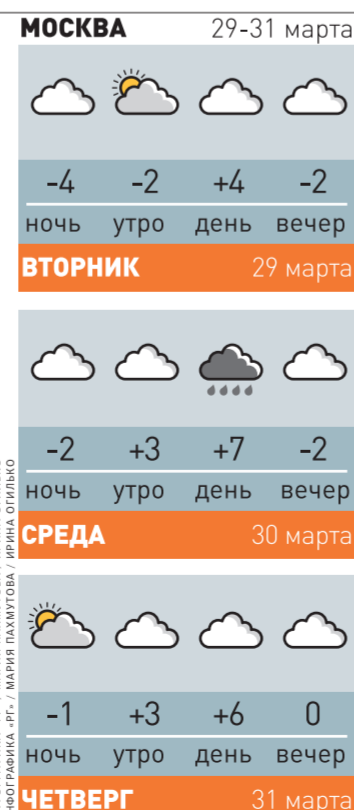 МОСКВА 29-31 марта
-4 -2 +4 -2
ночь утро день вечер
ВТОРНИК 29 марта
-2 +3 +7 -2
ночь утро день вечер
СРЕДА 30 марта
-1 +3 +6 0
ночь утро день вечер
ЧЕТВЕРГ 31 марта
«РГ» / МАРИЯ ПАХМУТОВА / ИРИНА ОГИЛЬКО